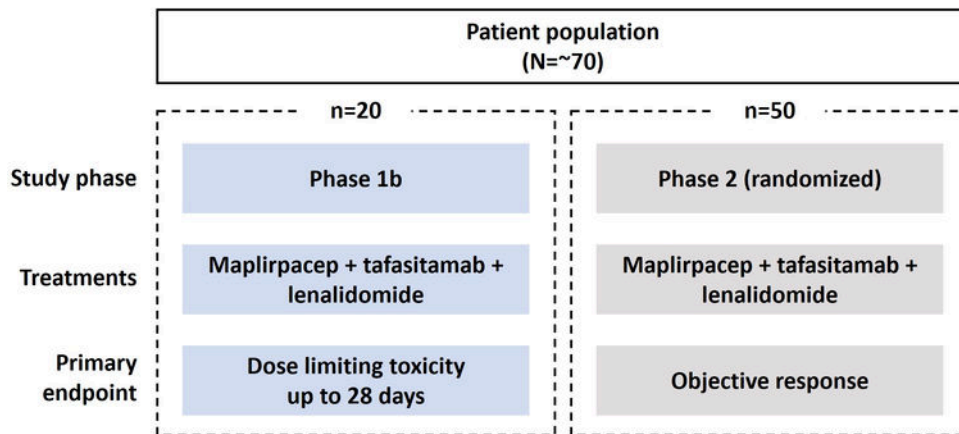 Patient population
(N=~70)
n=20
n=50
Study phase
Phase 1b
Phase 2 (randomized)
Treatments
Maplirpacep + tafasitamab +
lenalidomide
Maplirpacep + tafasitamab +
lenalidomide
Primary
endpoint
Dose limiting toxicity
up to 28 days
Objective response